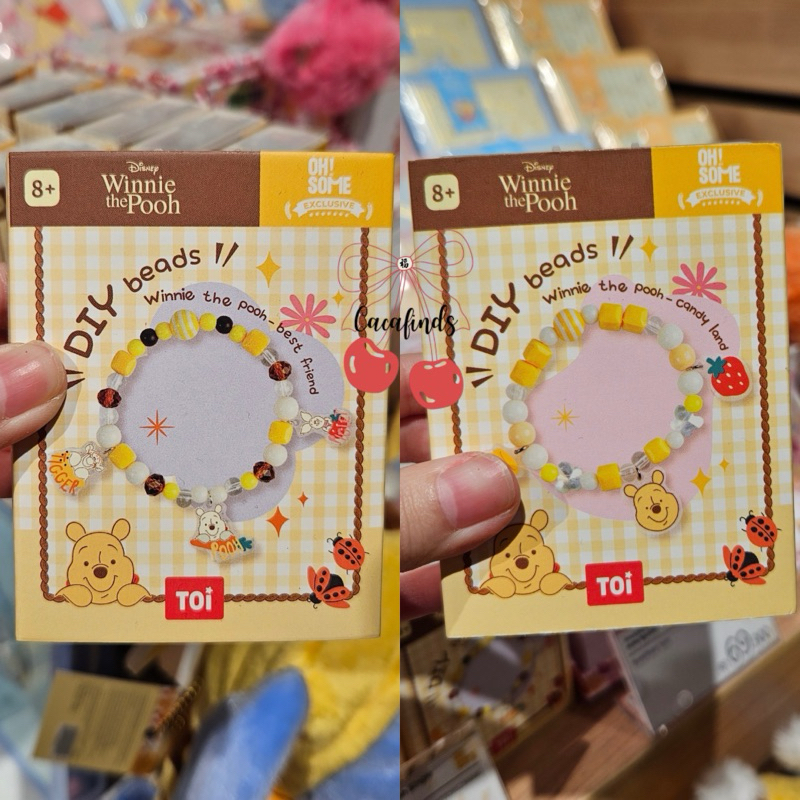 8+
Disney
Winnie
the Pooh
OH!
SOME
EXCLUSIVE
DIY beads
Winnie the pooh-best friend
TIGGER
POOH
TOi
福
Cacafinds
8+
Disney
Winnie
the Pooh
OH!
SOME
EXCLUSIVE
DIY beads
Winnie the pooh-candy land
TOi